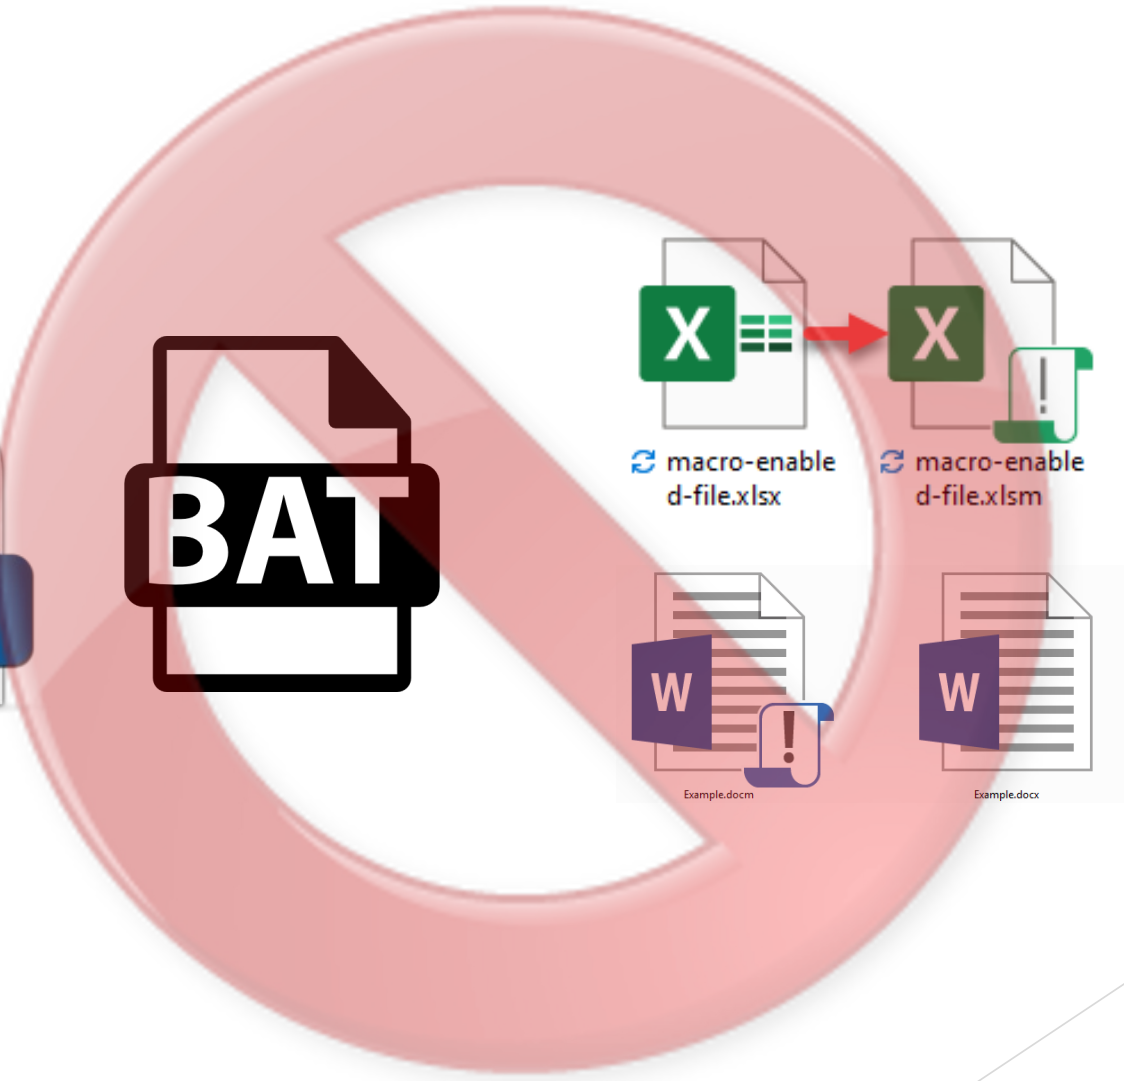 BAT
X
X
!
macro-enable
d-file.xlsx
macro-enable
d-file.xlsm
W
!
W
Example.docm
Example.docx